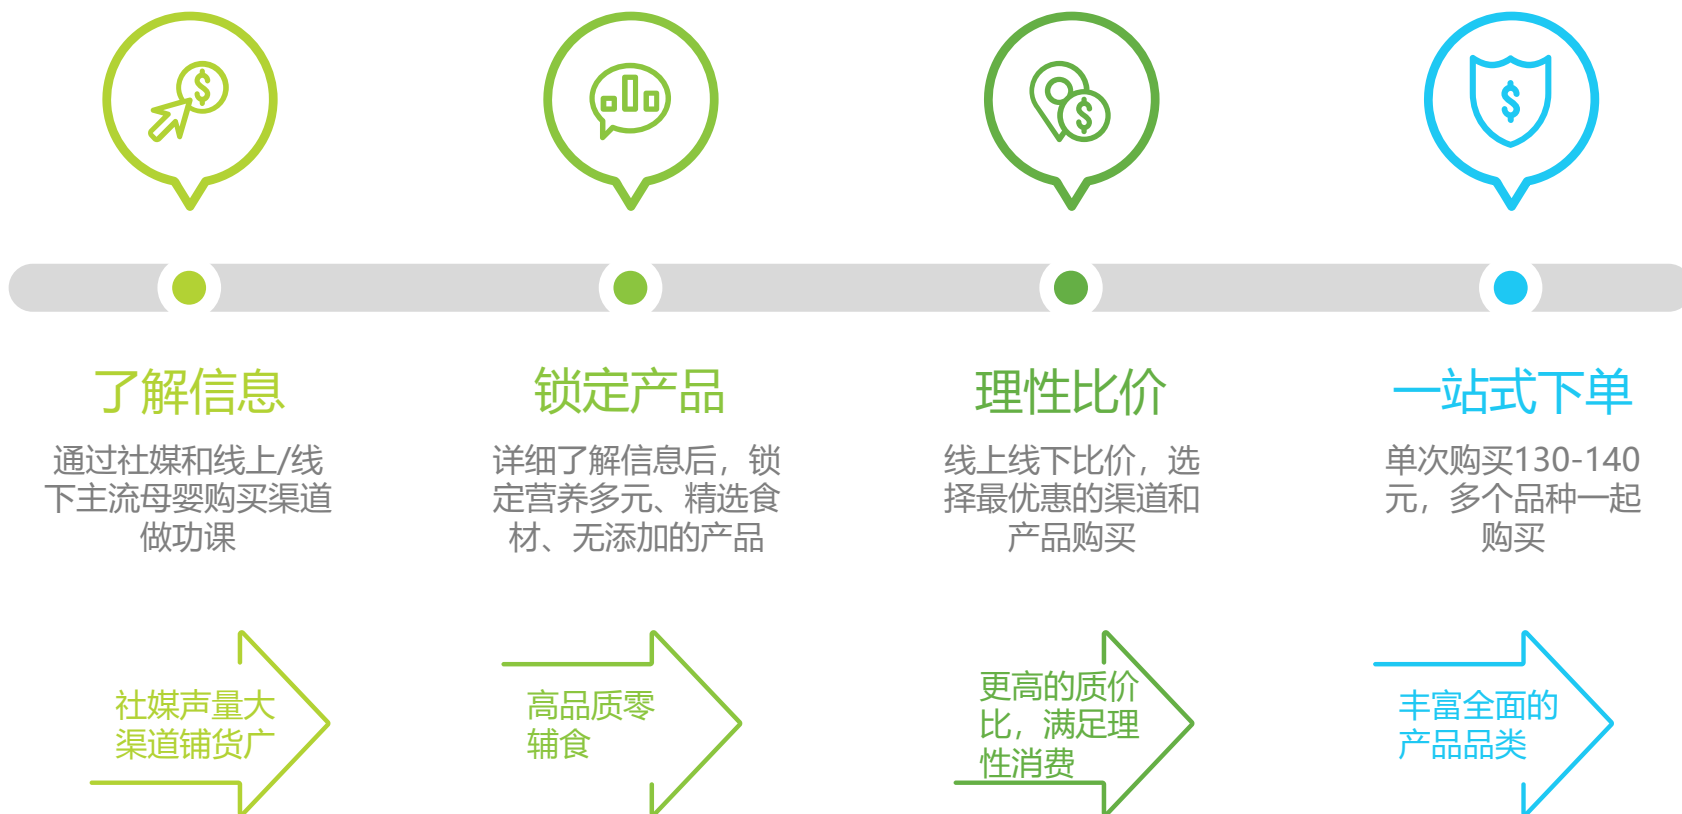 了解信息
通过社媒和线上/线
下主流母婴购买渠道
做功课
社媒声量大
渠道铺货广
锁定产品
详细了解信息后，锁
定营养多元、精选食
材、无添加的产品
高品质零
辅食
理性比价
线上线下比价，选
择最优惠的渠道和
产品购买
更高的质价
比，满足理
性消费
一站式下单
单次购买130-140
元，多个品种一起
购买
丰富全面的
产品品类